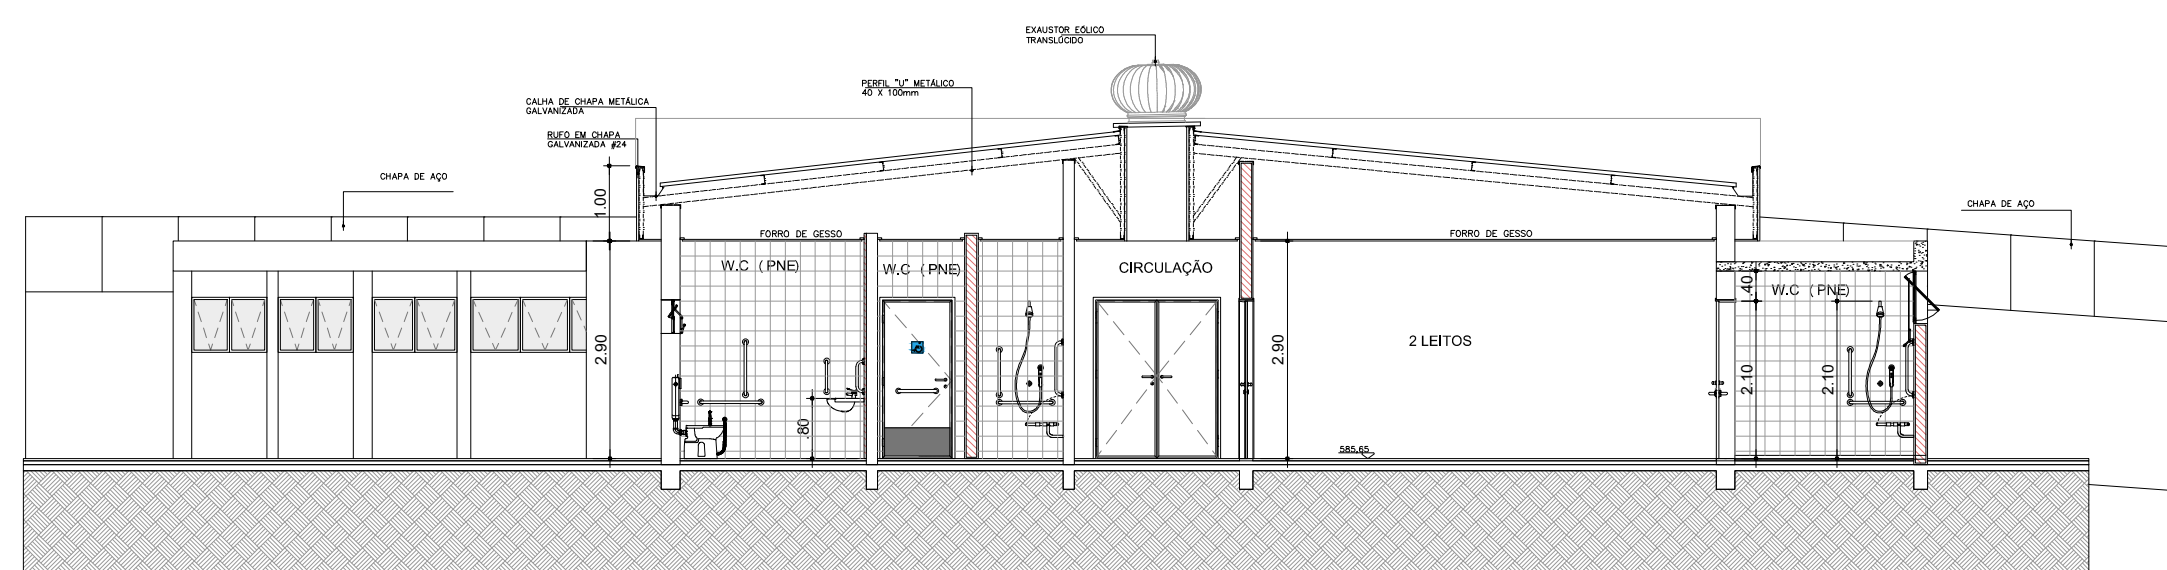 EXAUSTOR EÓLICO
TRANSLÚCIDO
PERFIL "U" METÁLICO
40 X 100mm
CALHA DE CHAPA METÁLICA
GALVANIZADA
RUFO EM CHAPA
GALVANIZADA #24
CHAPA DE AÇO
CHAPA DE AÇO
1.00
FORRO DE GESSO
FORRO DE GESSO
W.C (PNE)
W.C (PNE)
CIRCULAÇÃO
.40
W.C (PNE)
2.90
2.90
2 LEITOS
2.10
2.10
.80
585,65